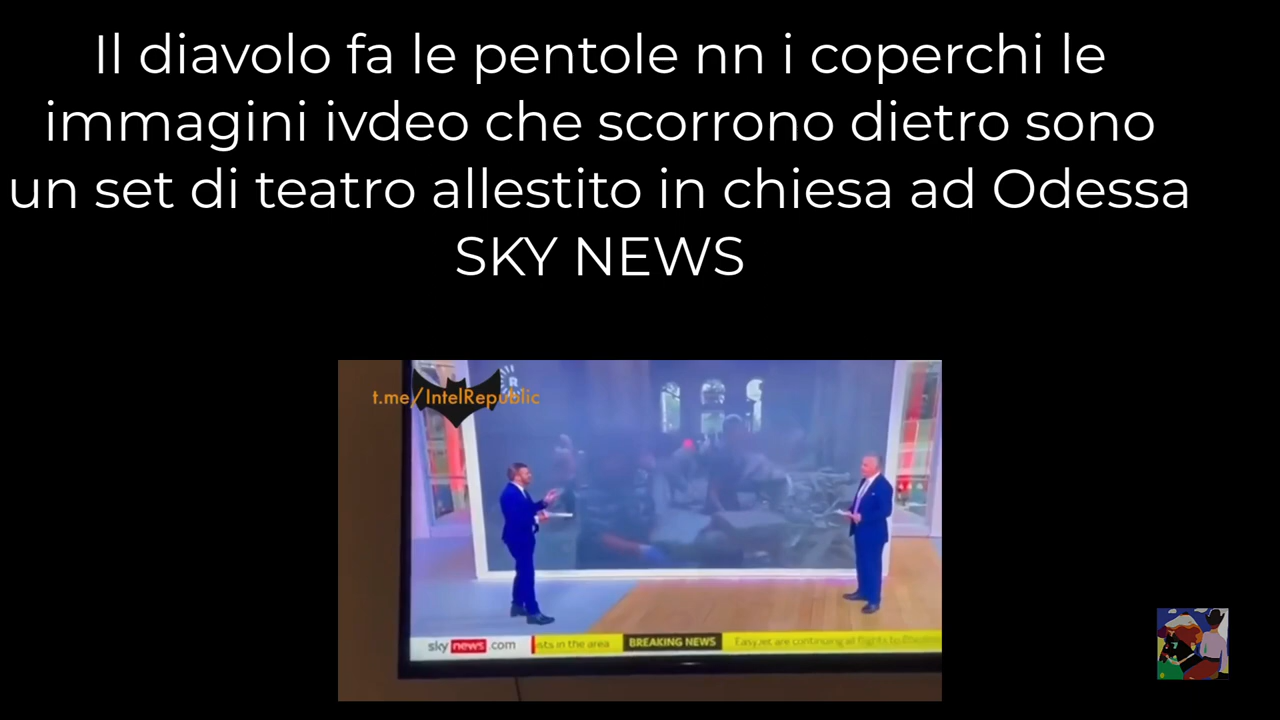 Il diavolo fa le pentole nn i coperchi le
immagini ivdeo che scorrono dietro sono
un set di teatro allestito in chiesa ad Odessa
SKY NEWS
t.me/IntelRepublic
sky news.com
sts in the area
BREAKING NEWS
EasyJet are continuing all flights to